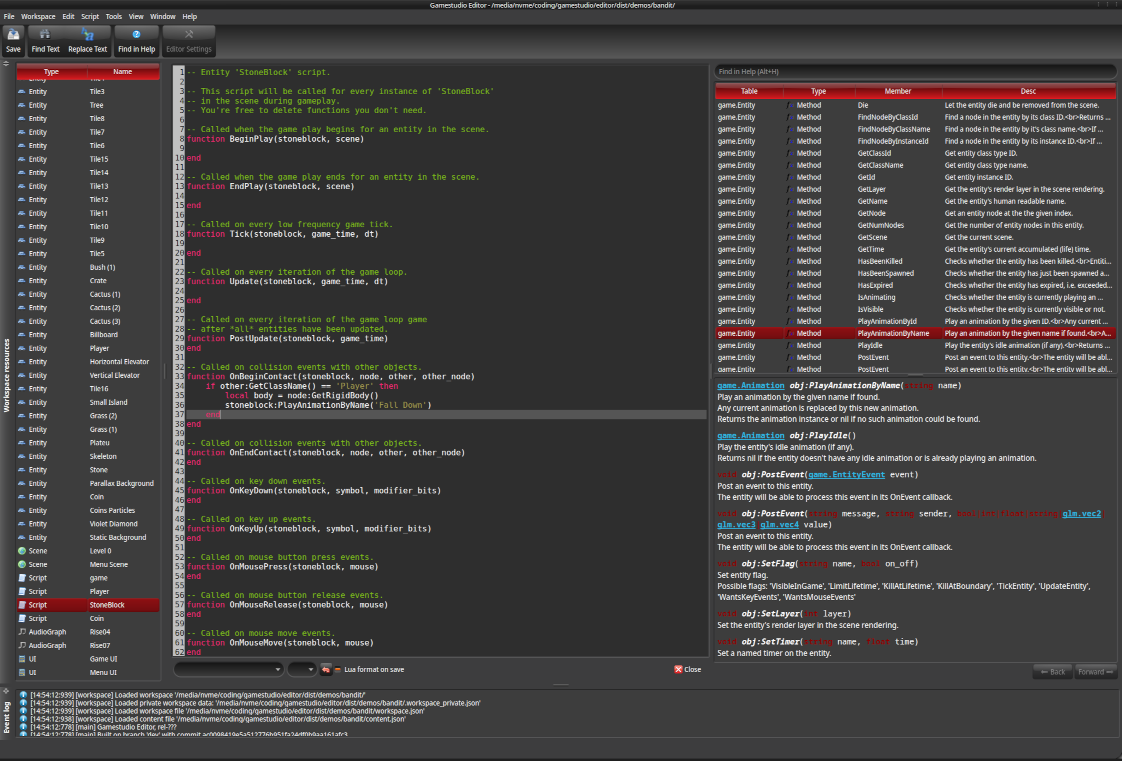 Gamestudio Editor - /media/nvme/coding/gamestudio/editor/dist/demos/bandit/
File Workspace Edit Script Tools View Window Help
Save Find Text Replace Text Find in Help Editor Settings
Workspace resources
Type Name
Entity Tile1
Entity Tile3
Entity Tree
Entity Tile8
Entity Tile7
Entity Tile6
Entity Tile15
Entity Tile14
Entity Tile13
Entity Tile12
Entity Tile11
Entity Tile10
Entity Tile9
Entity Tile5
Entity Bush (1)
Entity Crate
Entity Cactus (1)
Entity Cactus (2)
Entity Cactus (3)
Entity Billboard
Entity Player
Entity Horizontal Elevator
Entity Vertical Elevator
Entity Tile16
Entity Small Island
Entity Grass (2)
Entity Grass (1)
Entity Plateu
Entity Skeleton
Entity Stone
Entity Parallax Background
Entity Coin
Entity Coins Particles
Entity Violet Diamond
Entity Static Background
Scene Level 0
Scene Menu Scene
Script game
Script Player
Script StoneBlock
Script Coin
AudioGraph Rise04
AudioGraph Rise07
UI Game UI
UI Menu UI
1 -- Entity 'StoneBlock' script.
2
3 -- This script will be called for every instance of 'StoneBlock'
4 -- in the scene during gameplay.
5 -- You're free to delete functions you don't need.
6
7 -- Called when the game play begins for an entity in the scene.
8 function BeginPlay(stoneblock, scene)
9
10 end
11
12 -- Called when the game play ends for an entity in the scene.
13 function EndPlay(stoneblock, scene)
14
15 end
16
17 -- Called on every low frequency game tick.
18 function Tick(stoneblock, game_time, dt)
19
20 end
21
22 -- Called on every iteration of the game loop.
23 function Update(stoneblock, game_time, dt)
24
25 end
26
27 -- Called on every iteration of the game loop game
28 -- after *all* entities have been updated.
29 function PostUpdate(stoneblock, game_time)
30 end
31
32 -- Called on collision events with other objects.
33 function OnBeginContact(stoneblock, node, other, other_node)
34 if other:GetClassName() == 'Player' then
35 local body = node:GetRigidBody()
36 stoneblock:PlayAnimationByName('Fall Down')
37 end
38 end
39
40 -- Called on collision events with other objects.
41 function OnEndContact(stoneblock, node, other, other_node)
42 end
43
44 -- Called on key down events.
45 function OnKeyDown(stoneblock, symbol, modifier_bits)
46 end
47
48 -- Called on key up events.
49 function OnKeyUp(stoneblock, symbol, modifier_bits)
50 end
51
52 -- Called on mouse button press events.
53 function OnMousePress(stoneblock, mouse)
54 end
55
56 -- Called on mouse button release events.
57 function OnMouseRelease(stoneblock, mouse)
58 end
59
60 -- Called on mouse move events.
61 function OnMouseMove(stoneblock, mouse)
62 end
Lua format on save
Close
Find in Help (Alt+H)
Table Type Member Desc
game.Entity Method Die Let the entity die and be removed from the scene.
game.Entity Method FindNodeByClassId Find a node in the entity by its class ID.<br>Returns ...
game.Entity Method FindNodeByClassName Find a node in the entity by it's class name.<br>If ...
game.Entity Method FindNodeByInstanceId Find a node in the entity by its instance ID.<br>If ...
game.Entity Method GetClassId Get entity class type ID.
game.Entity Method GetClassName Get entity class type name.
game.Entity Method GetId Get entity instance ID.
game.Entity Method GetLayer Get the entity's render layer in the scene rendering.
game.Entity Method GetName Get the entity's human readable name.
game.Entity Method GetNode Get an entity node at the the given index.
game.Entity Method GetNumNodes Get the number of entity nodes in this entity.
game.Entity Method GetScene Get the current scene.
game.Entity Method GetTime Get the entity's current accumulated (life) time.
game.Entity Method HasBeenKilled Checks whether the entity has been killed.<br>Entiti...
game.Entity Method HasBeenSpawned Checks whether the entity has just been spawned a...
game.Entity Method HasExpired Checks whether the entity has expired, i.e. exceeded...
game.Entity Method IsAnimating Checks whether the entity is currently playing an ...
game.Entity Method IsVisible Checks whether the entity is currently visible or not.
game.Entity Method PlayAnimationById Play an animation by the given ID.<br>Any current ...
game.Entity Method PlayAnimationByName Play an animation by the given name if found.<br>A...
game.Entity Method PlayIdle Play the entity's idle animation (if any).<br>Returns ...
game.Entity Method PostEvent Post an event to this entity.<br>The entity will be abl...
game.Entity Method PostEvent Post an event to this entity.<br>The entity will be abl...
game.Animation obj:PlayAnimationByName(string name)
Play an animation by the given name if found.
Any current animation is replaced by this new animation.
Returns the animation instance or nil if no such animation could be found.
game.Animation obj:PlayIdle()
Play the entity's idle animation (if any).
Returns nil if the entity doesn't have any idle animation or is already playing an animation.
void obj:PostEvent(game.EntityEvent event)
Post an event to this entity.
The entity will be able to process this event in its OnEvent callback.
void obj:PostEvent(string message, string sender, bool|int|float|string|glm.vec2
glm.vec3 glm.vec4 value)
Post an event to this entity.
The entity will be able to process this event in its OnEvent callback.
void obj:SetFlag(string name, bool on_off)
Set entity flag.
Possible flags: 'VisibleInGame', 'LimitLifetime', 'KillAtLifetime', 'KillAtBoundary', 'TickEntity', 'UpdateEntity',
'WantsKeyEvents', 'WantsMouseEvents'
void obj:SetLayer(int layer)
Set the entity's render layer in the scene rendering.
void obj:SetTimer(string name, float time)
Set a named timer on the entity.
Back Forward
Event log
[14:54:12:939] [workspace] Loaded workspace '/media/nvme/coding/gamestudio/editor/dist/demos/bandit/'
[14:54:12:939] [workspace] Loaded private workspace data: '/media/nvme/coding/gamestudio/editor/dist/demos/bandit/.workspace_private.json'
[14:54:12:939] [workspace] Loaded workspace file '/media/nvme/coding/gamestudio/editor/dist/demos/bandit/workspace.json'
[14:54:12:938] [workspace] Loaded content file '/media/nvme/coding/gamestudio/editor/dist/demos/bandit/content.json'
[14:54:12:778] [main] Gamestudio Editor, rel-???
[14:54:12:778] [main] Built on branch 'dev' with commit